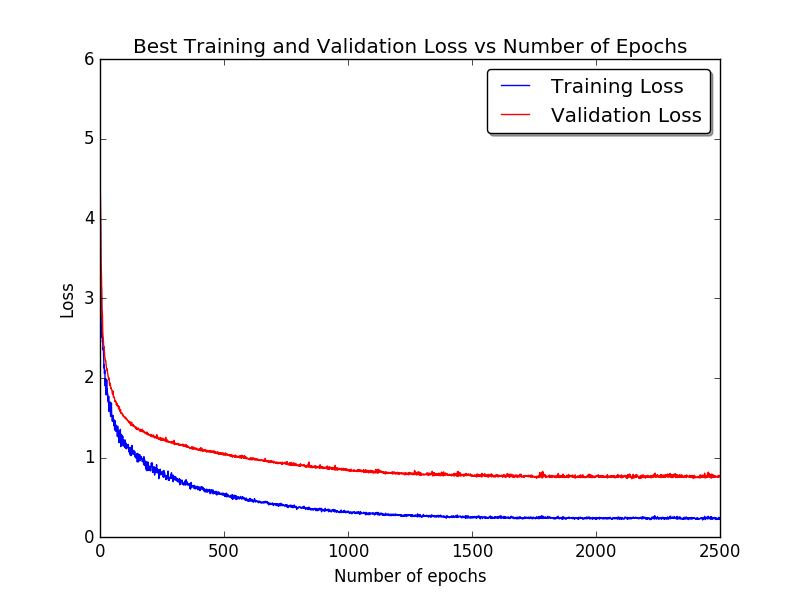 Best Training and Validation Loss vs Number of Epochs
6
Training Loss
Validation Loss
5
4
3
2
1
0
Loss
0 500 1000 1500 2000 2500
Number of epochs